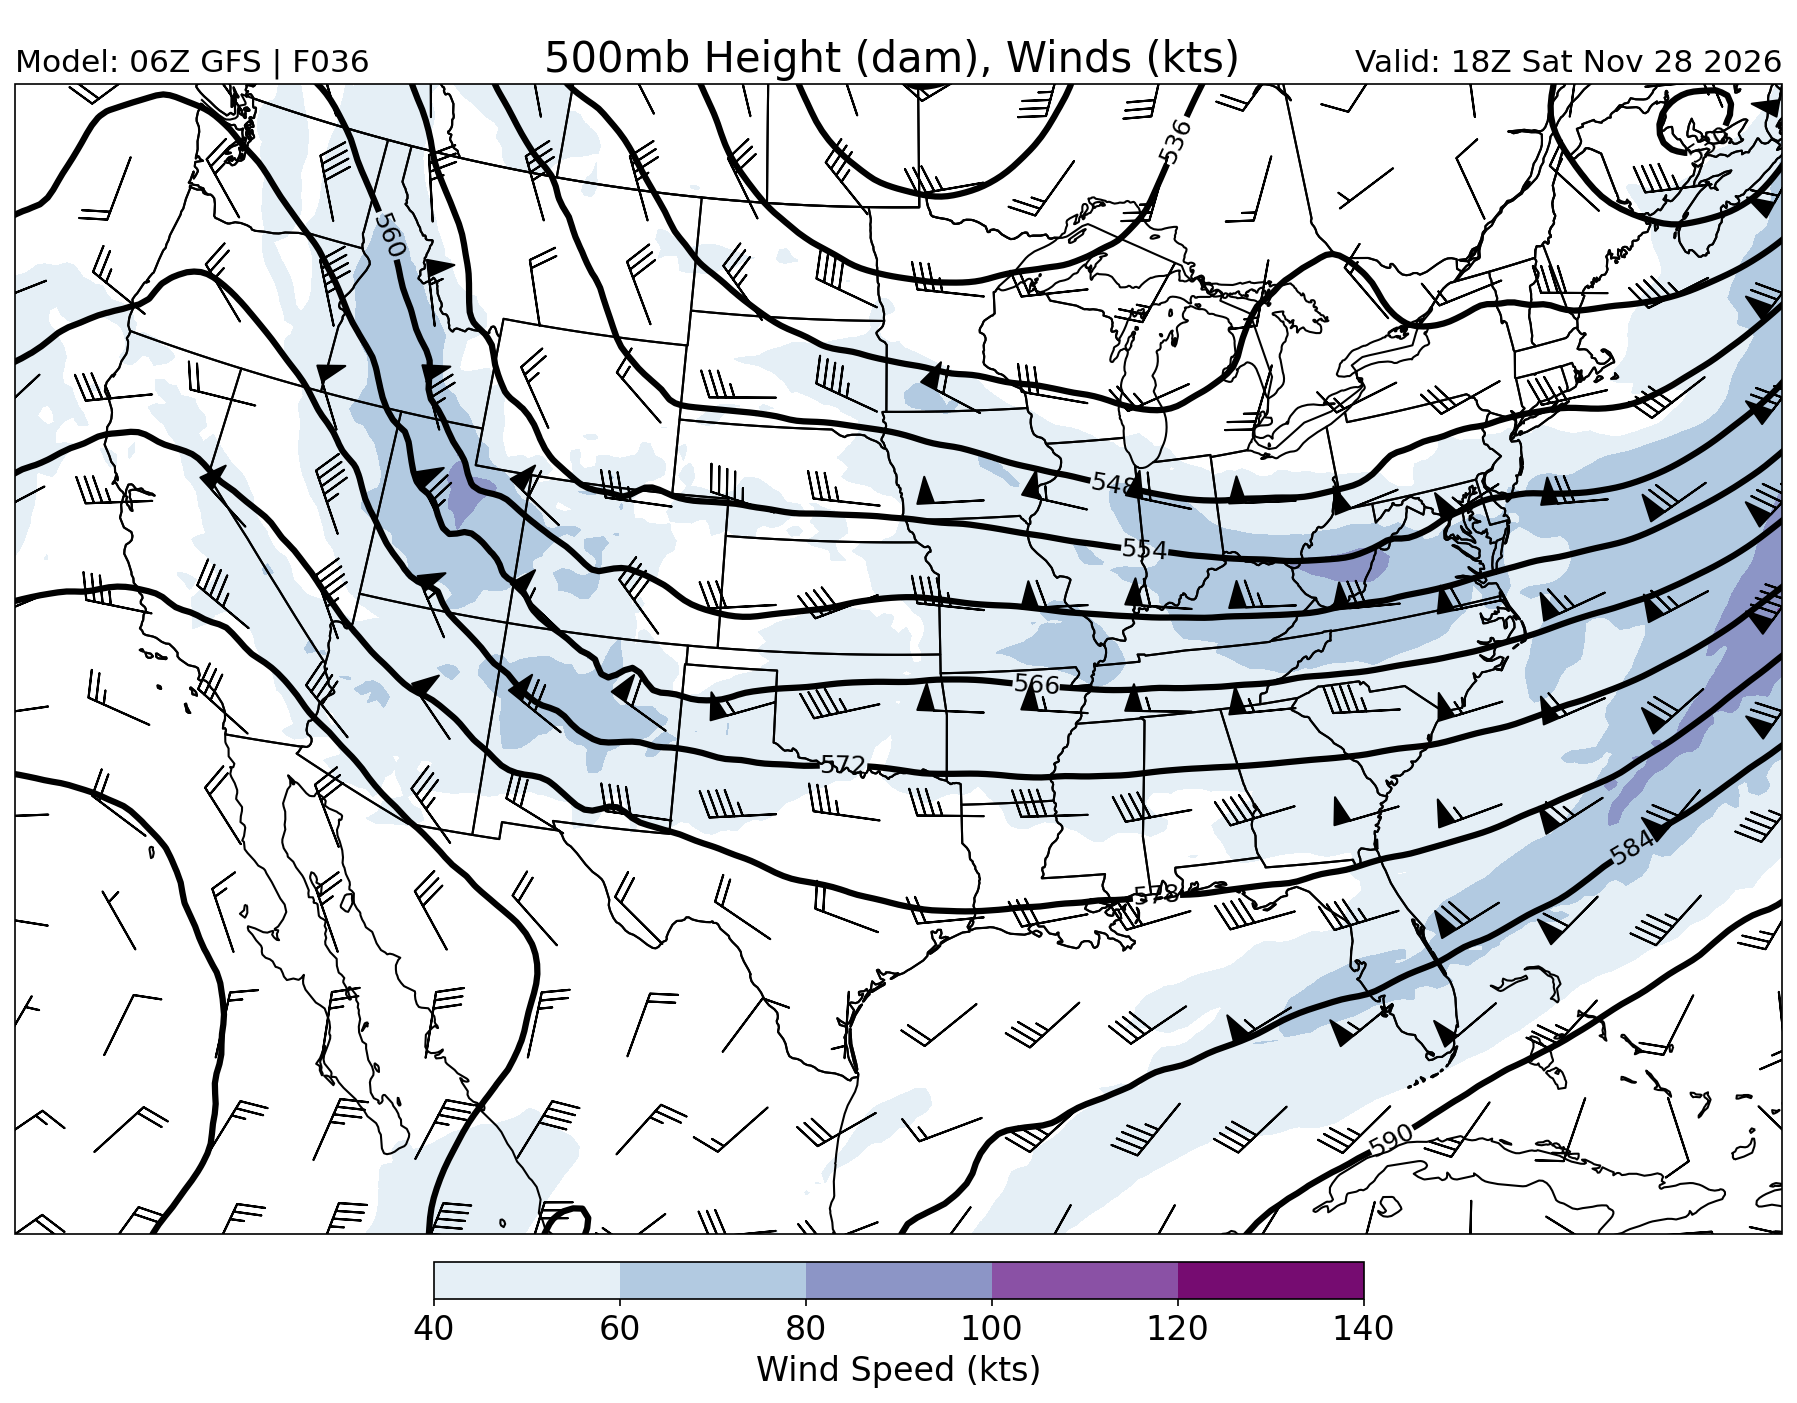 Model: 06Z GFS | F036
500mb Height (dam), Winds (kts)
Valid: 18Z Sat Nov 28 2026
536
560
548
554
566
572
584
578
590
40 60 80 100 120 140
Wind Speed (kts)